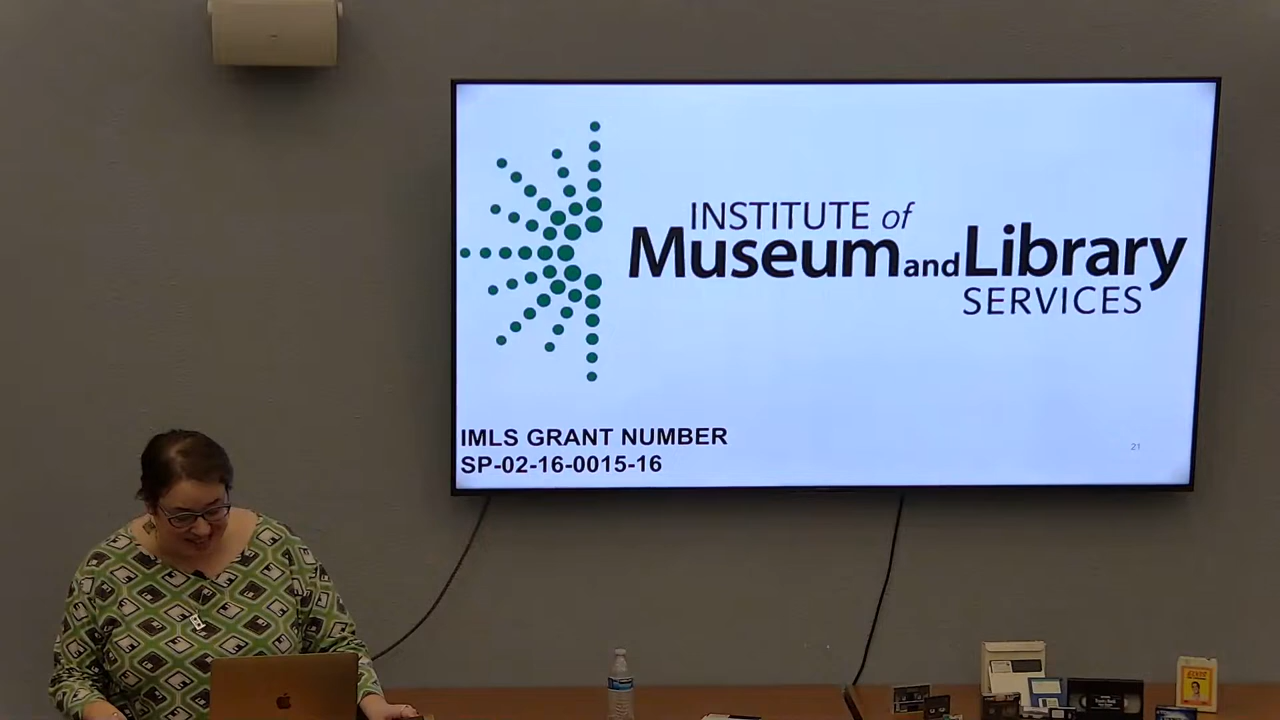 INSTITUTE of
Museum and Library
SERVICES
IMLS GRANT NUMBER
SP-02-16-0015-16
21